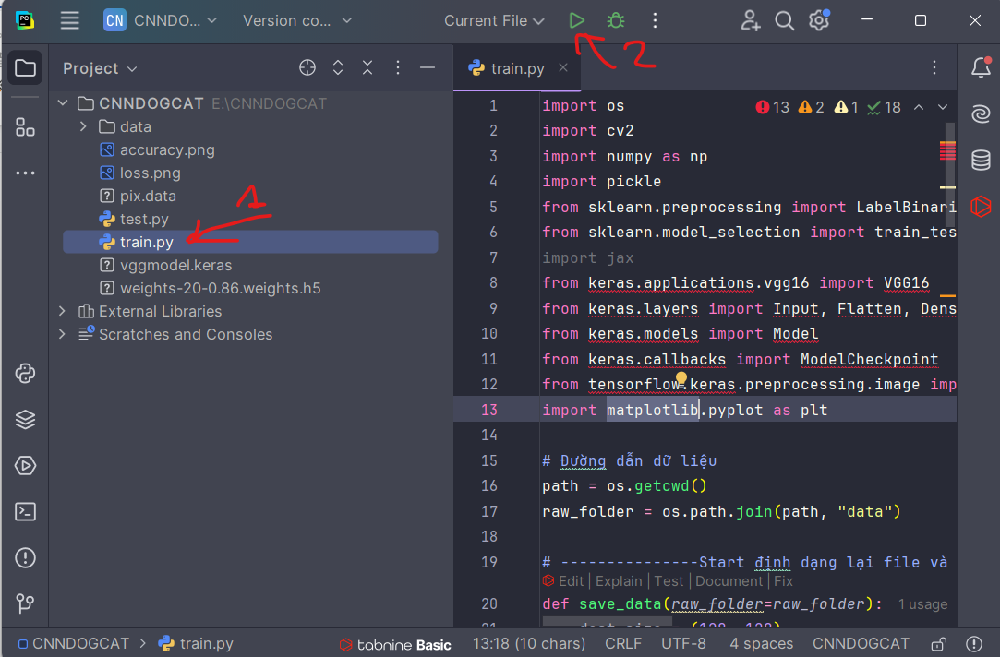 PC
CN CNNDO... Version co... Current File
2
Project
train.py
CNNDOGCAT E:\CNNDOGCAT
data
accuracy.png
loss.png
pix.data
1
test.py
train.py
vggmodel.keras
weights-20-0.86.weights.h5
External Libraries
Scratches and Consoles
13 2 1 18
1 import os
2 import cv2
3 import numpy as np
4 import pickle
5 from sklearn.preprocessing import LabelBinari
6 from sklearn.model_selection import train_tes
7 import jax
8 from keras.applications.vgg16 import VGG16
9 from keras.layers import Input, Flatten, Dens
10 from keras.models import Model
11 from keras.callbacks import ModelCheckpoint
12 from tensorflow.keras.preprocessing.image imp
13 import matplotlib.pyplot as plt
14
15 # Đường dẫn dữ liệu
16 path = os.getcwd()
17 raw_folder = os.path.join(path, "data")
18
19 # ---------------Start định dạng lại file và
Edit | Explain | Test | Document | Fix
20 def save_data(raw_folder=raw_folder): 1 usage
CNNDOGCAT > train.py tabnine Basic 13:18 (10 chars) CRLF UTF-8 4 spaces CNNDOGCAT